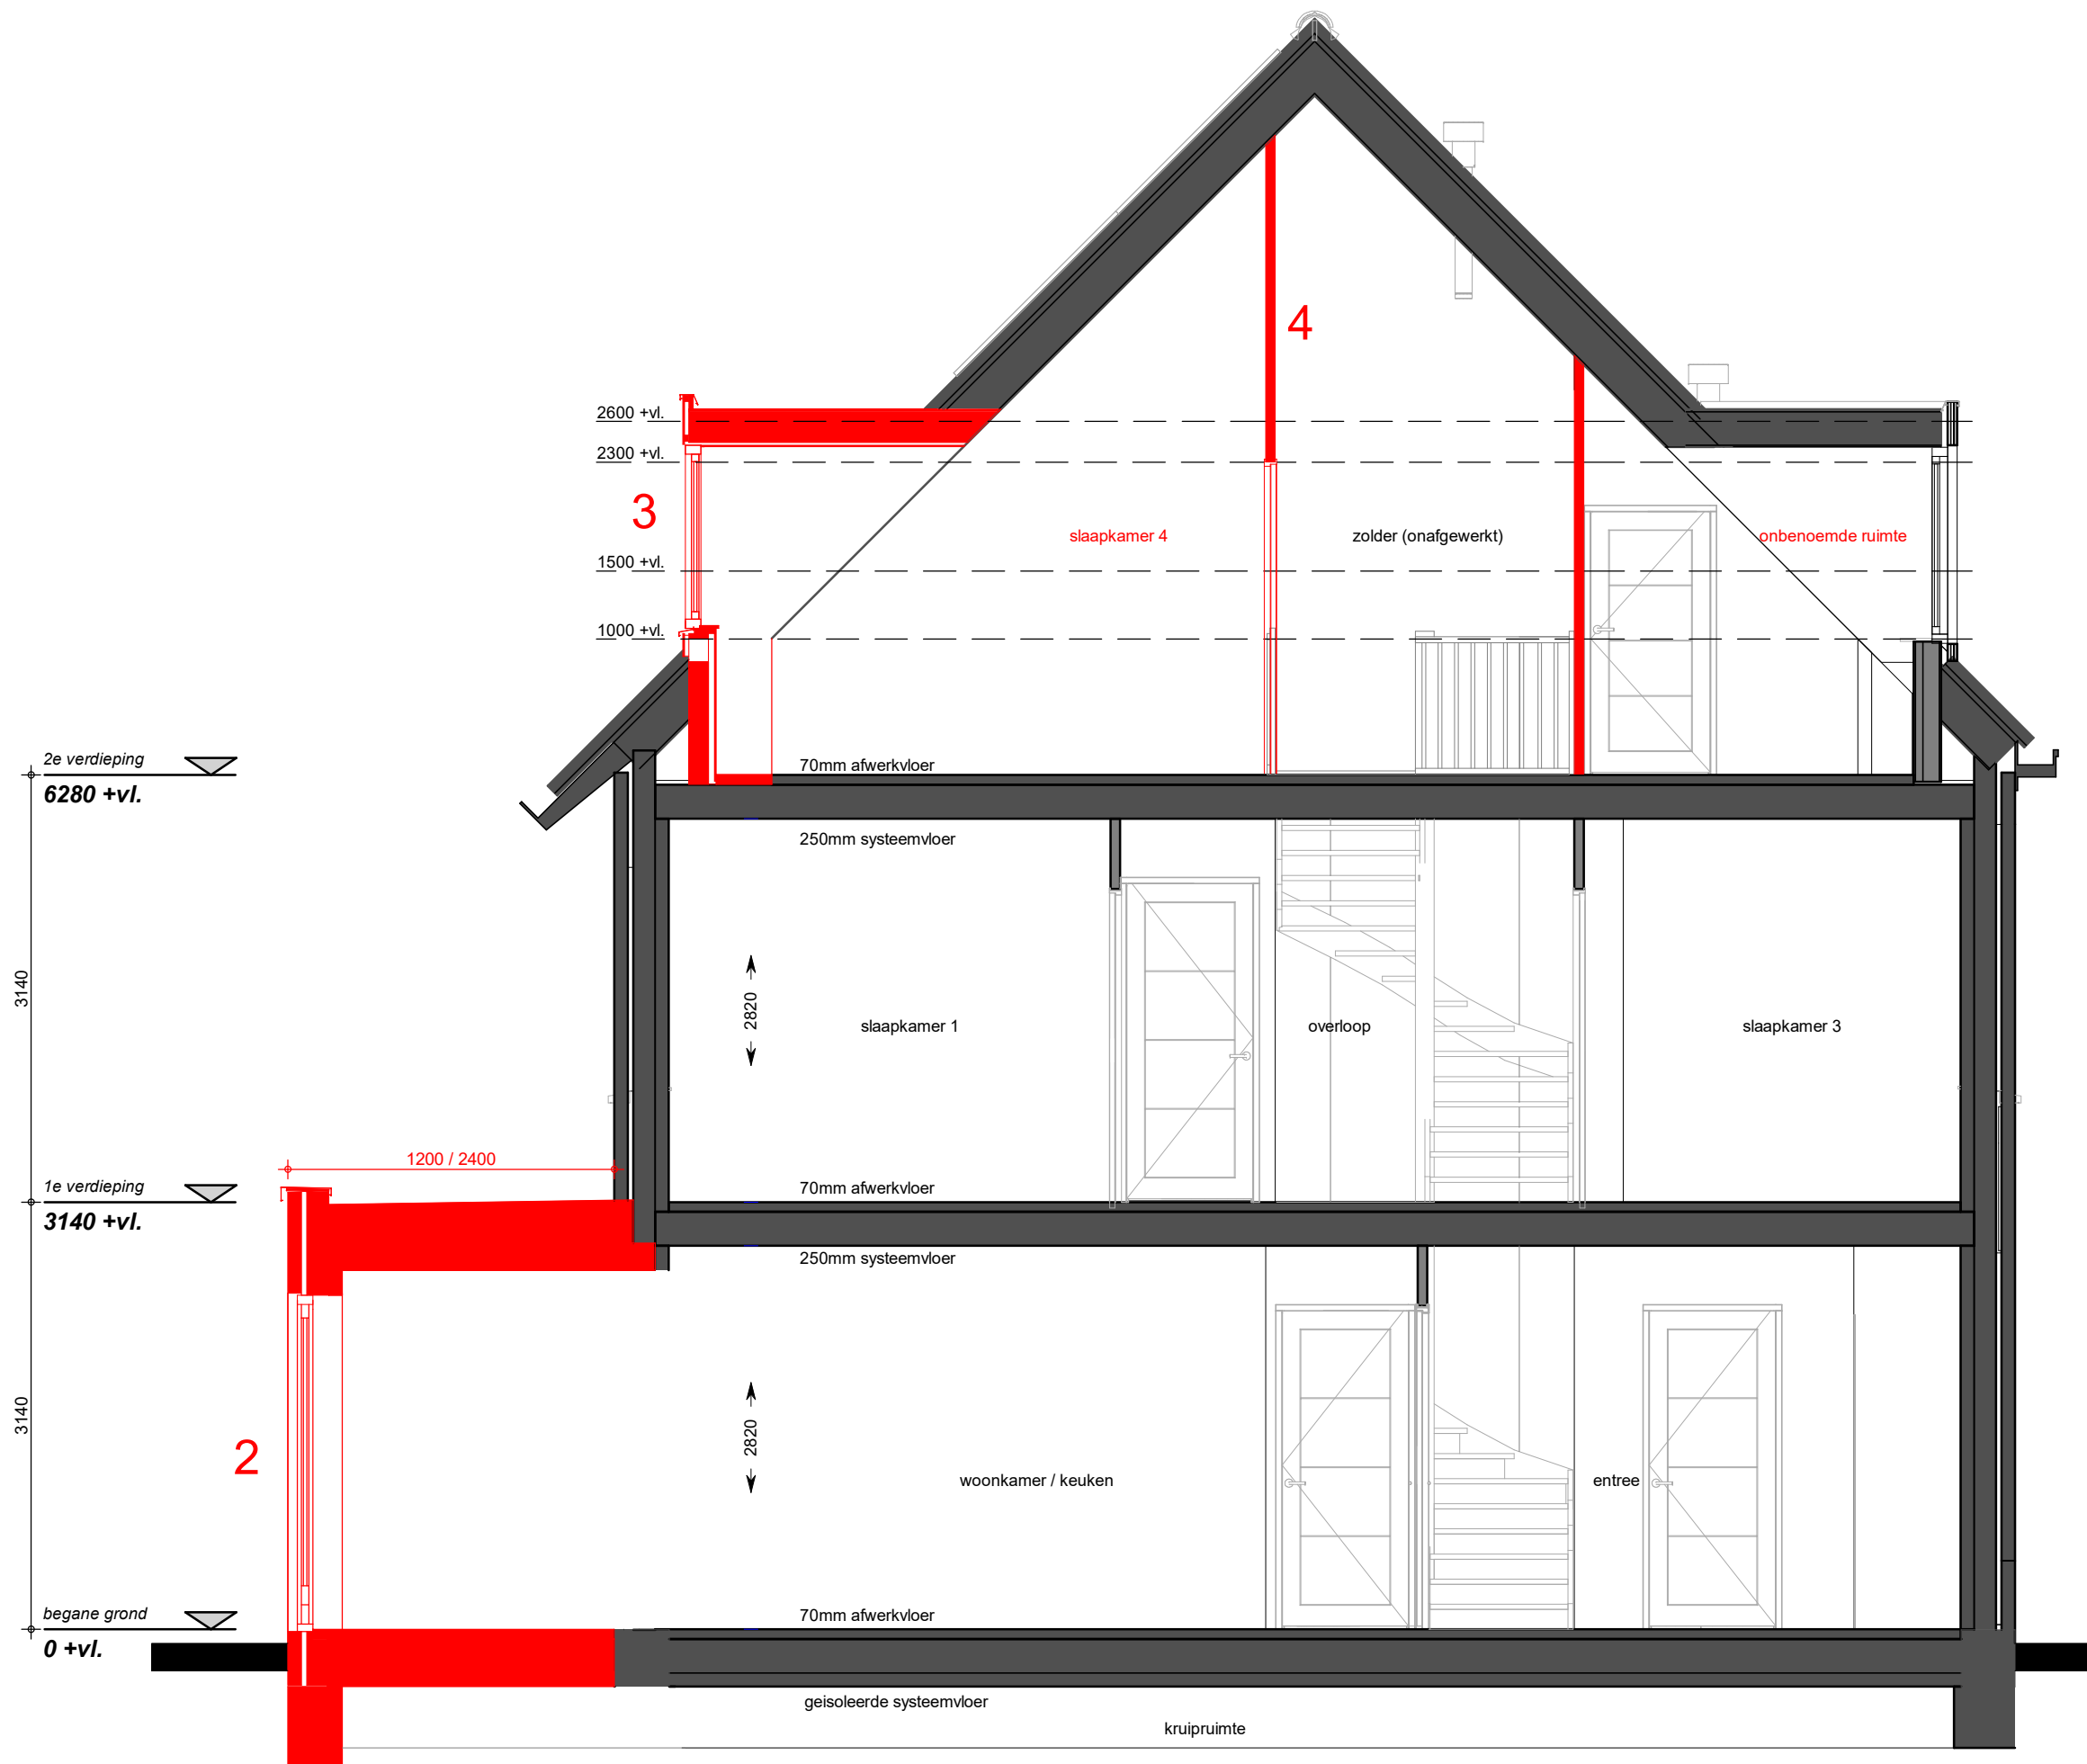 4
2600 +vl.
2300 +vl.
3
slaapkamer 4
zolder (onafgewerkt)
onbenoemde ruimte
1500 +vl.
1000 +vl.
2e verdieping
6280 +vl.
70mm afwerkvloer
250mm systeemvloer
3140
2820
slaapkamer 1
overloop
slaapkamer 3
1200 / 2400
1e verdieping
3140 +vl.
70mm afwerkvloer
250mm systeemvloer
3140
2820
2
woonkamer / keuken
entree
begane grond
0 +vl.
70mm afwerkvloer
geisoleerde systeemvloer
kruipruimte